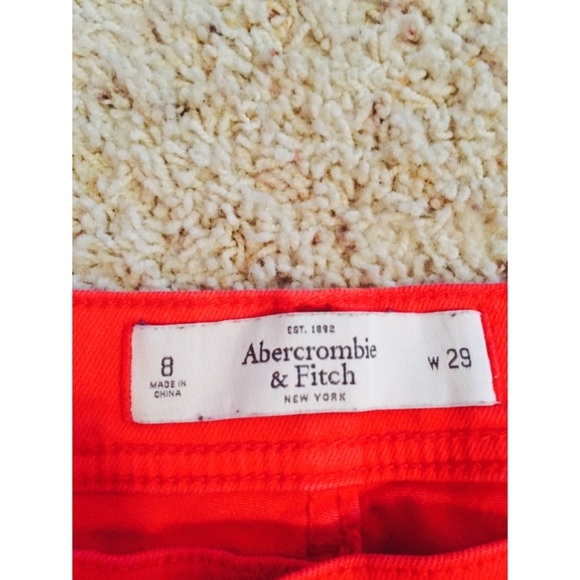 8
MADE IN
CHINA
EST. 1892
Abercrombie
& Fitch
NEW YORK
W 29